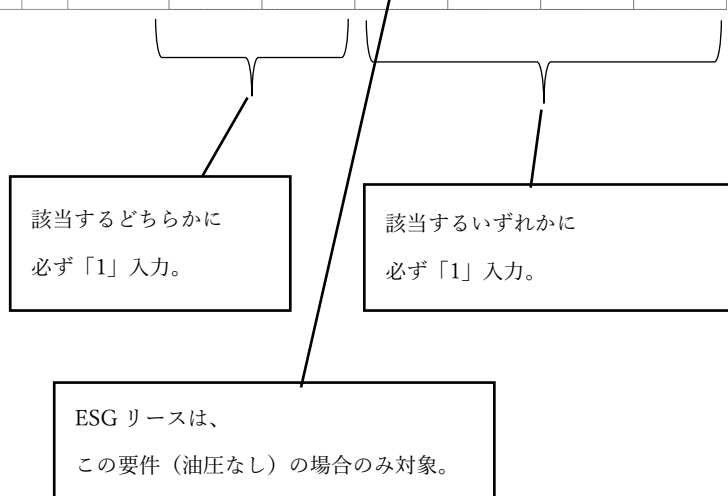 該当するどちらかに
必ず「1」入力。
該当するいずれかに
必ず「1」入力。
ESG リースは、
この要件（油圧なし）の場合のみ対象。